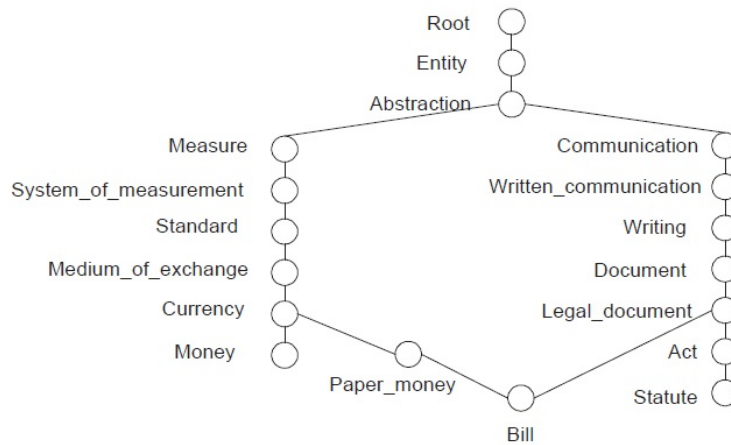 Root
Entity
Abstraction
Measure
Communication
System_of_measurement
Written_communication
Standard
Writing
Medium_of_exchange
Document
Currency
Legal_document
Money
Act
Paper_money
Statute
Bill